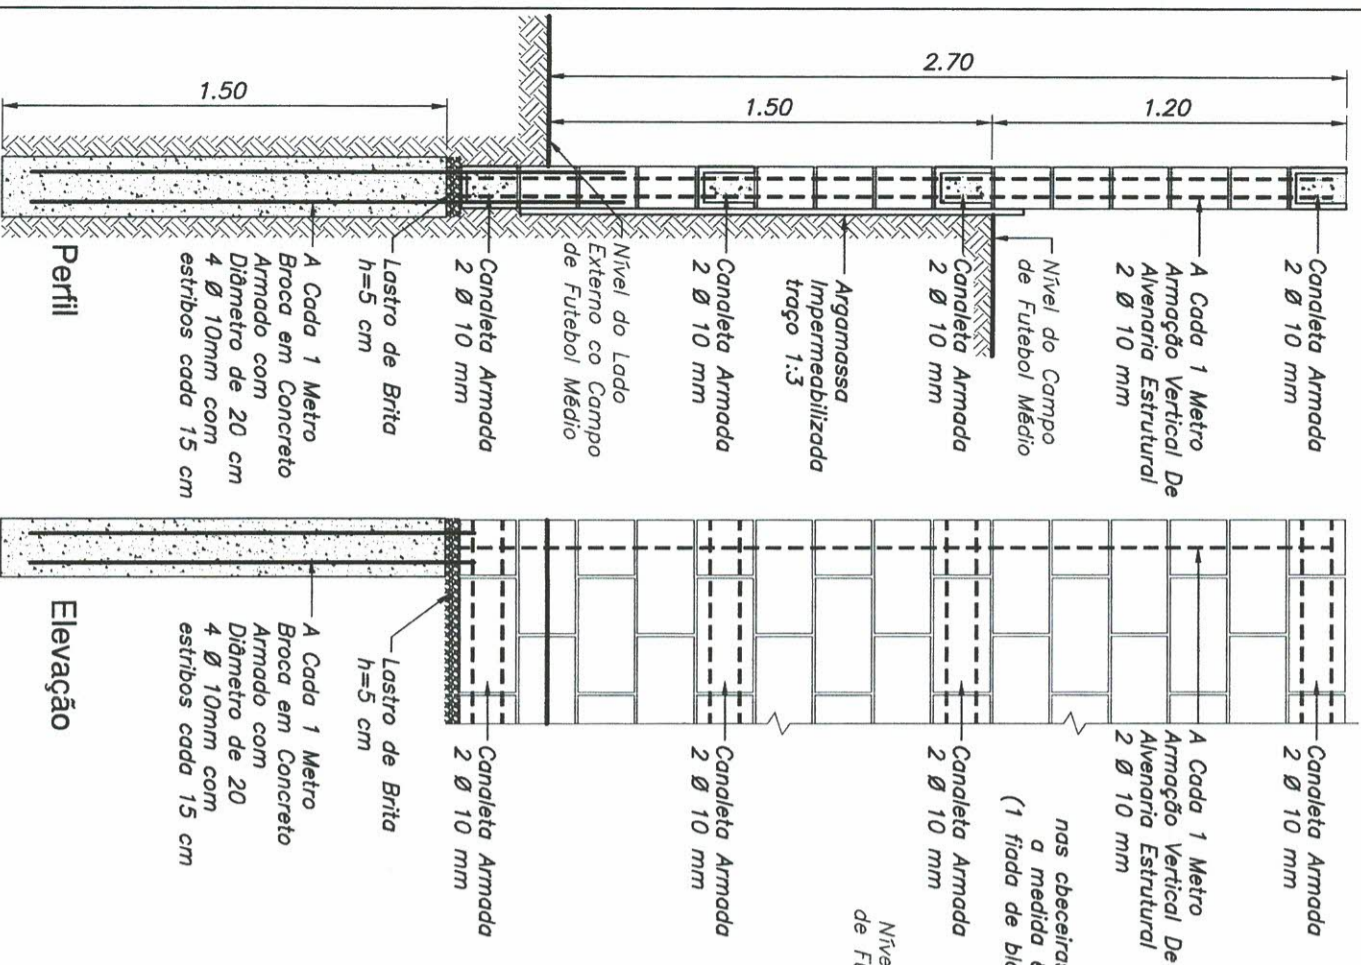 2.70
1.50
1.20
1.50
Canaleta Armada
2 Ø 10 mm
A Cada 1 Metro
Armação Vertical De
Alvenaria Estrutural
2 Ø 10 mm
Nível do Campo
de Futebol Médio
Canaleta Armada
2 Ø 10 mm
Argamassa
Impermeabilizada
traço 1:3
Canaleta Armada
2 Ø 10 mm
Nível do Lado
Externo co Campo
de Futebol Médio
Canaleta Armada
2 Ø 10 mm
Lastro de Brita
h=5 cm
A Cada 1 Metro
Broca em Concreto
Armado com
Diâmetro de 20 cm
4 Ø 10mm com
estribos cada 15 cm
Perfil
Canaleta Armada
2 Ø 10 mm
A Cada 1 Metro
Armação Vertical De
Alvenaria Estrutural
2 Ø 10 mm
nas cbeceira
a medida
(1 fiada de
Canaleta Armada
2 Ø 10 mm
de
Canaleta Armada
2 Ø 10 mm
Canaleta Armada
2 Ø 10 mm
Lastro de Brita
h=5 cm
A Cada 1 Metro
Broca em Concreto
Armado com
Diâmetro de 20
4 Ø 10mm com
estribos cada 15 cm
Elevação